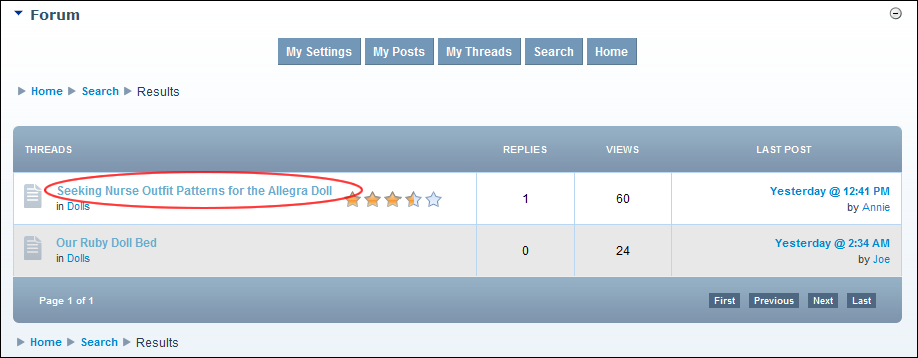 Forum
My Settings My Posts My Threads Search Home
Home Search Results
THREADS REPLIES VIEWS LAST POST
Seeking Nurse Outfit Patterns for the Allegra Doll
in Dolls
1 60
Yesterday @ 12:41 PM
by Annie
Our Ruby Doll Bed
in Dolls
0 24
Yesterday @ 2:34 AM
by Joe
Page 1 of 1 First Previous Next Last
Home Search Results